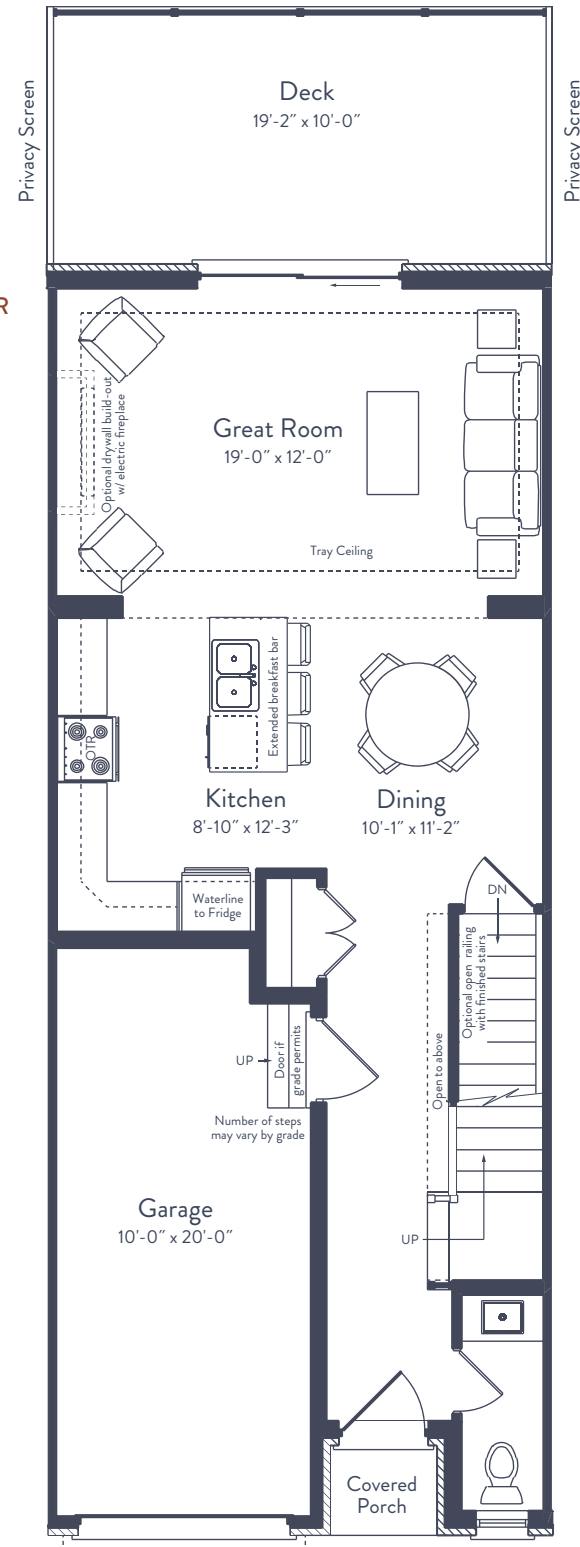 Deck
19'-2" x 10'-0"
Privacy Screen
Privacy Screen
R
Optional drywall build-out
w/ electric fireplace
Great Room
19'-0" x 12'-0"
Tray Ceiling
OTR
Extended breakfast bar
Kitchen
8'-10" x 12'-3"
Dining
10'-1" x 11'-2"
Waterline
to Fridge
DN
Optional open railing
with finished stairs
Open to above
UP
Door if
grade permits
Number of steps
may vary by grade
Garage
10'-0" x 20'-0"
UP
Covered
Porch